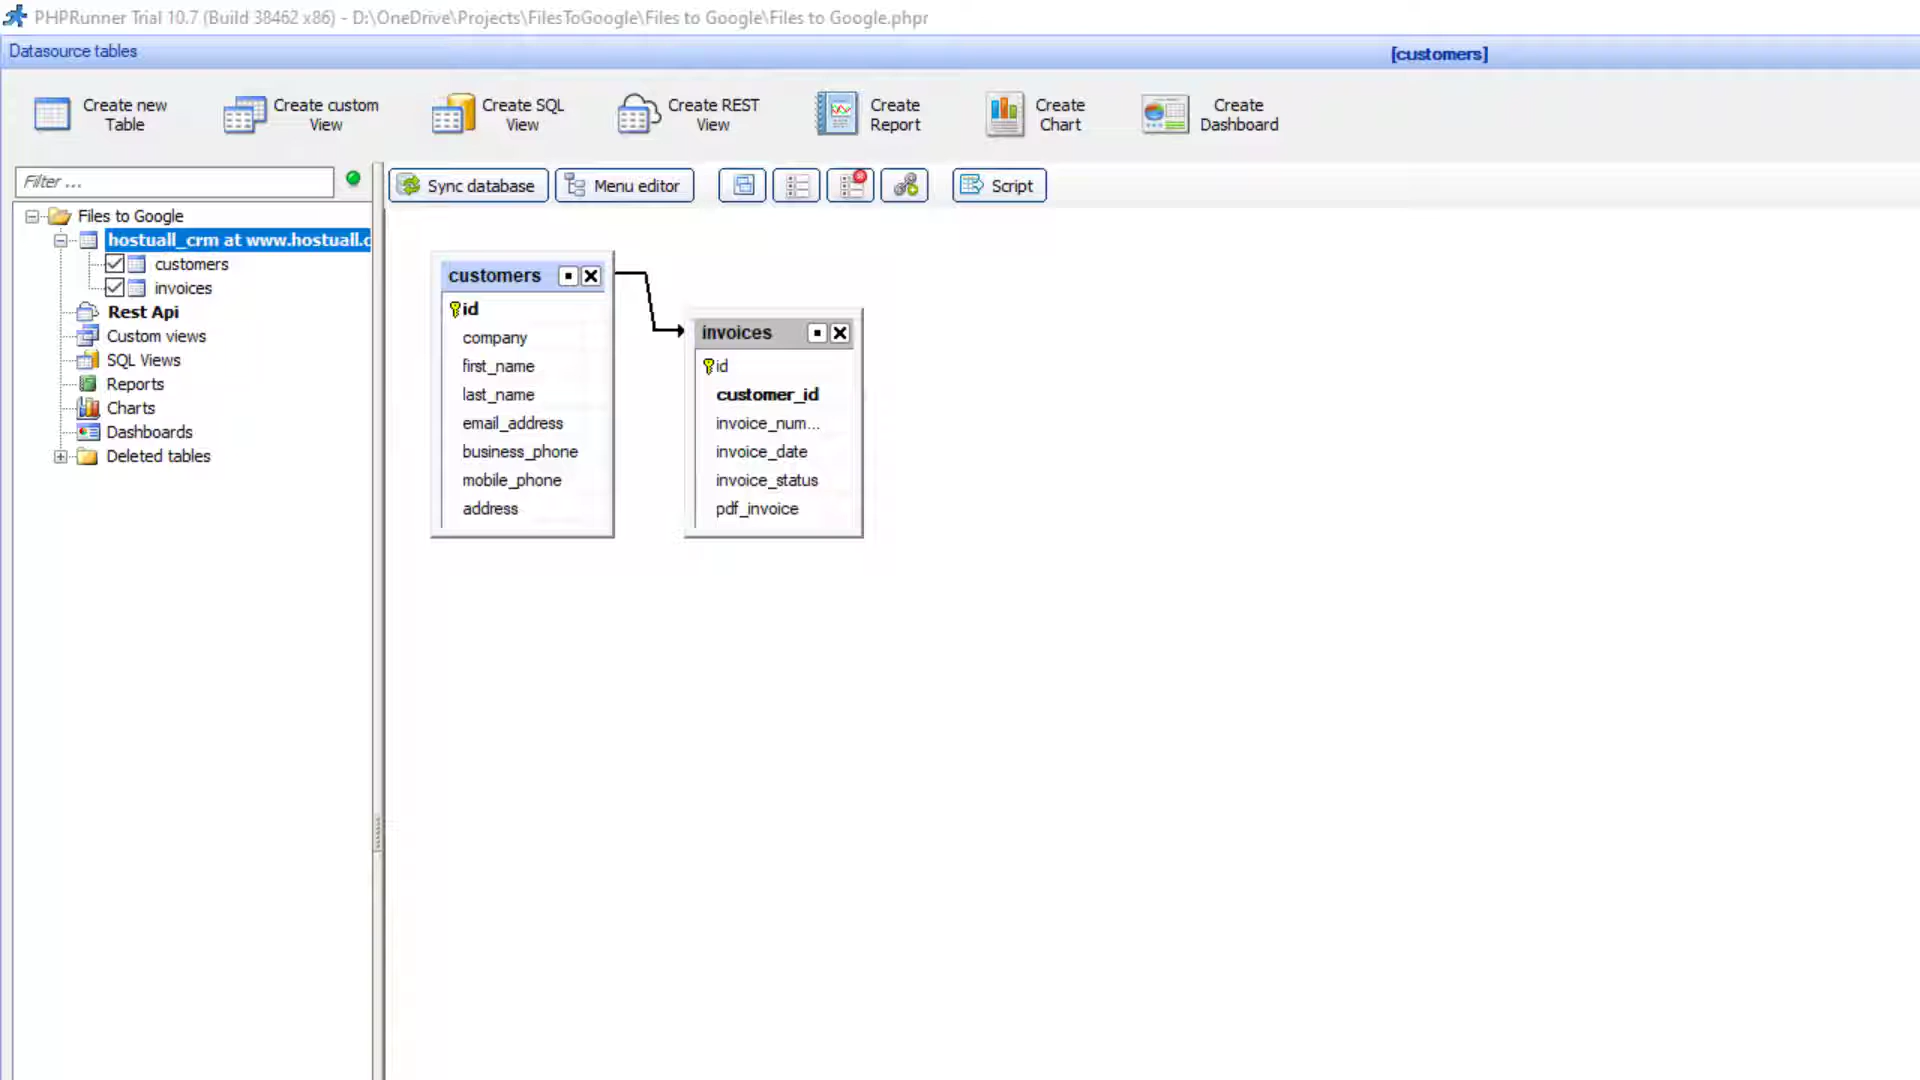 PHPRunner Trial 10.7 (Build 38462 x86) - D:\OneDrive\Projects\FilesToGoogle\Files to Google\Files to Google.phpr
Datasource tables
[customers]
Create new
Table
Create custom
View
Create SQL
View
Create REST
View
Create
Report
Create
Chart
Create
Dashboard
Filter ...
Sync database
Menu editor
Script
Files to Google
hostuall_crm at www.hostuall.c
customers
invoices
Rest Api
Custom views
SQL Views
Reports
Charts
Dashboards
Deleted tables
customers
id
company
first_name
last_name
email_address
business_phone
mobile_phone
address
invoices
id
customer_id
invoice_num...
invoice_date
invoice_status
pdf_invoice